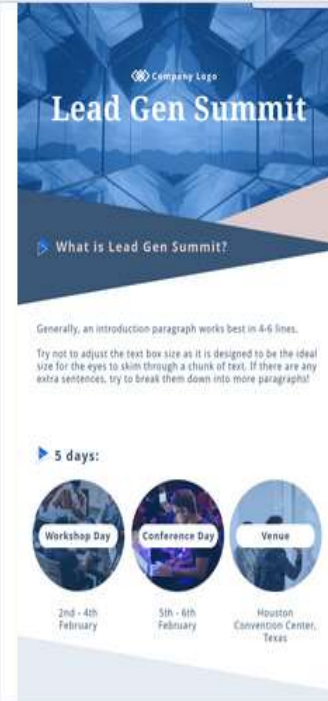 Company Logo
Lead Gen Summit
What is Lead Gen Summit?
Generally, an introduction paragraph works best in 4-6 lines.
Try not to adjust the text box size as it is designed to be the ideal
size for the eyes to skim through a chunk of text. If there are any
extra sentences, try to break them down into more paragraphs!
5 days:
Workshop Day
Conference Day
Venue
2nd - 4th
February
5th - 6th
February
Houston
Convention Center,
Texas